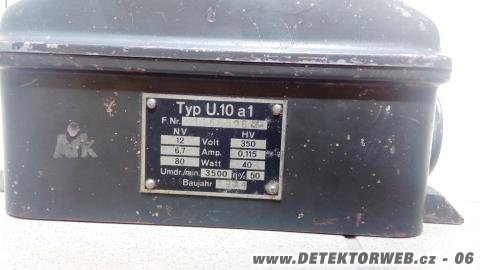 Typ U.10 a1
F. Nr.
NV HV
12 Volt 350
6.7 Amp. 0,115
80 Watt 40
Umdr./min. 3500 η% 50
Baujahr
Ark
www.DETEKTORWEB.cz - 06